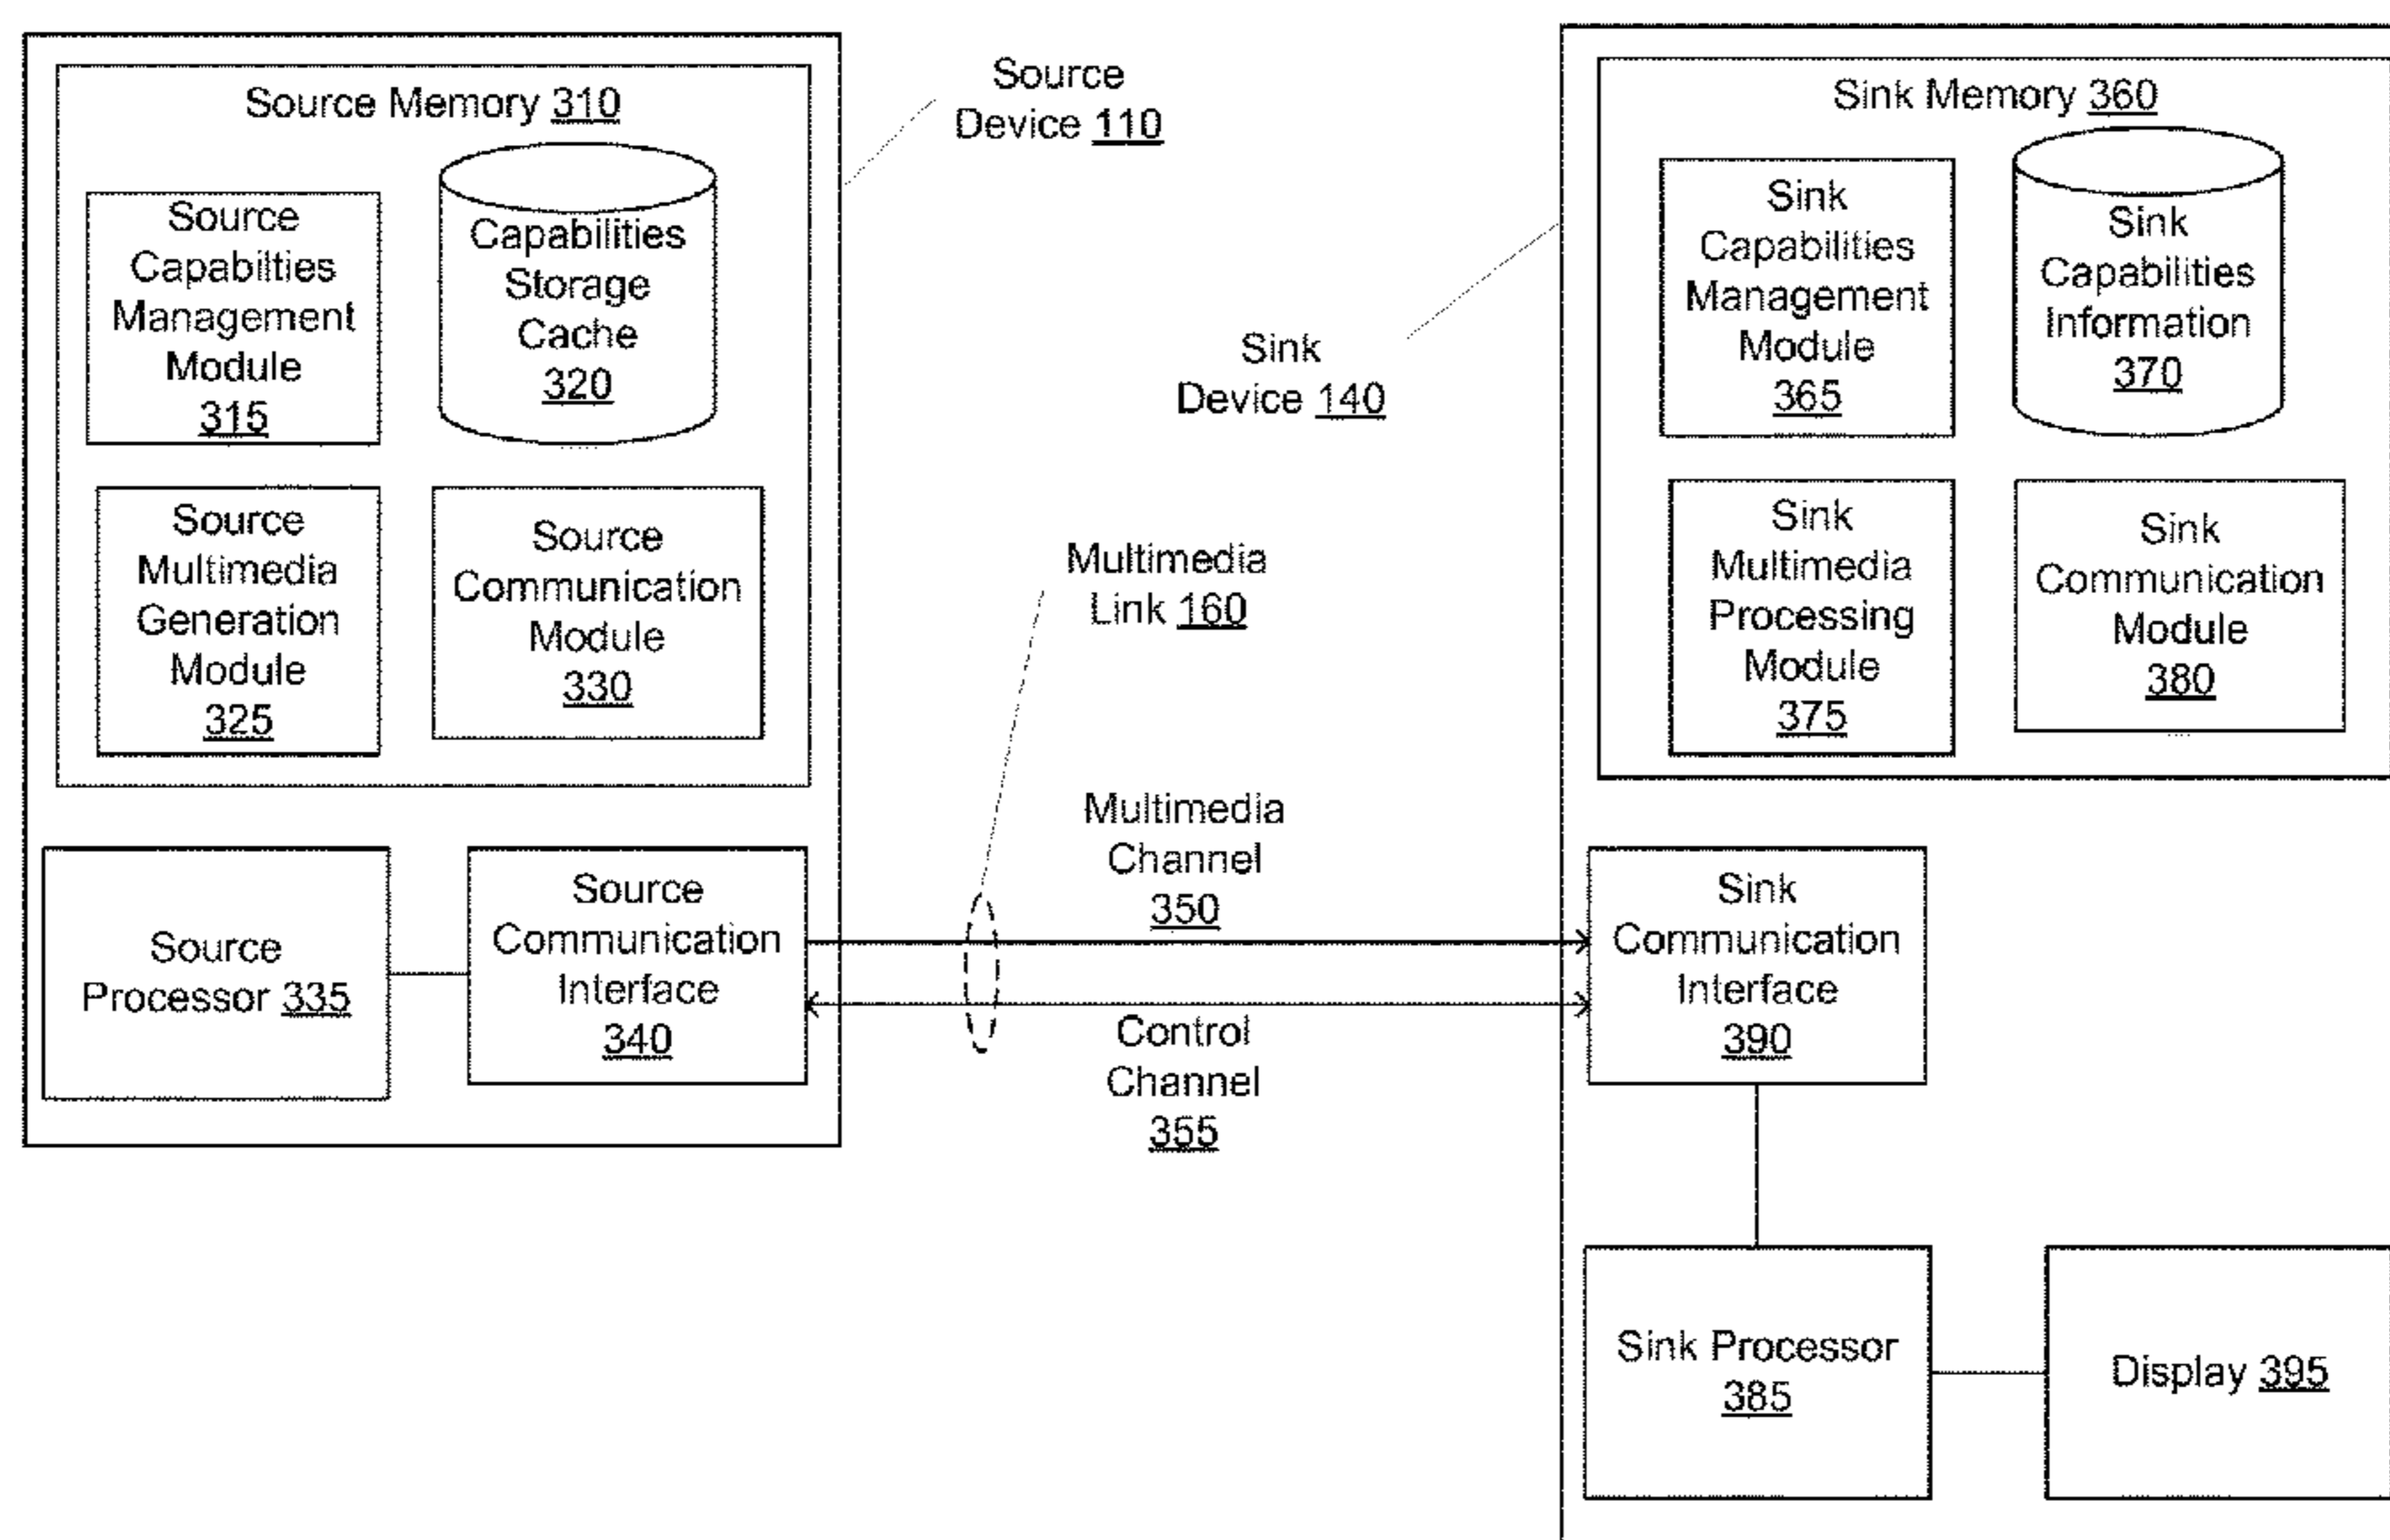 Source Memory 310
Source
Capabilties
Management
Module
315
Capabilities
Storage
Cache
320
Source
Multimedia
Generation
Module
325
Source
Communication
Module
330
Source
Processor 335
Source
Communication
Interface
340
Source
Device 110
Sink
Device 140
Multimedia
Link 160
Multimedia
Channel
350
Control
Channel
355
Sink Memory 360
Sink
Capabilities
Management
Module
365
Sink
Capabilities
Information
370
Sink
Multimedia
Processing
Module
375
Sink
Communication
Module
380
Sink
Communication
Interface
390
Sink Processor
385
Display 395